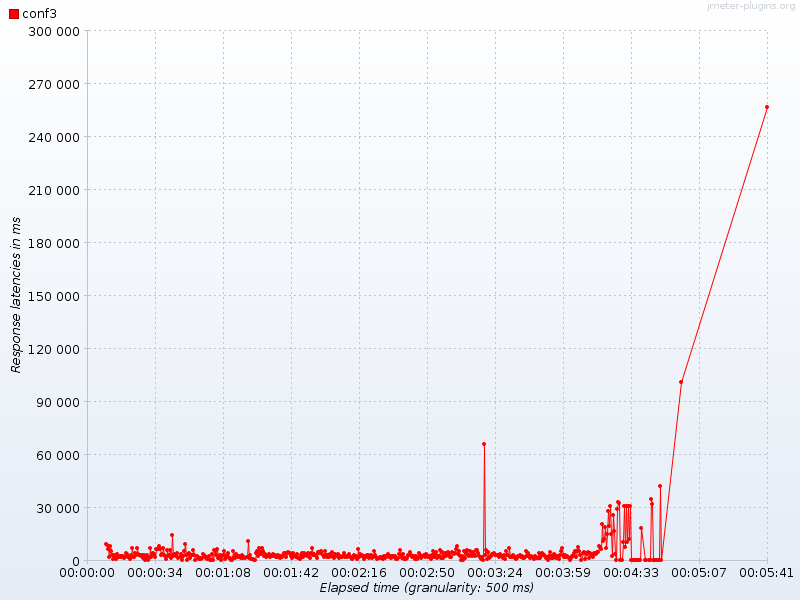 jmeter-plugins.org
conf3
300 000
270 000
240 000
210 000
180 000
150 000
120 000
90 000
60 000
30 000
0
Response latencies in ms
00:00:00 00:00:34 00:01:08 00:01:42 00:02:16 00:02:50 00:03:24 00:03:59 00:04:33 00:05:07 00:05:41
Elapsed time (granularity: 500 ms)